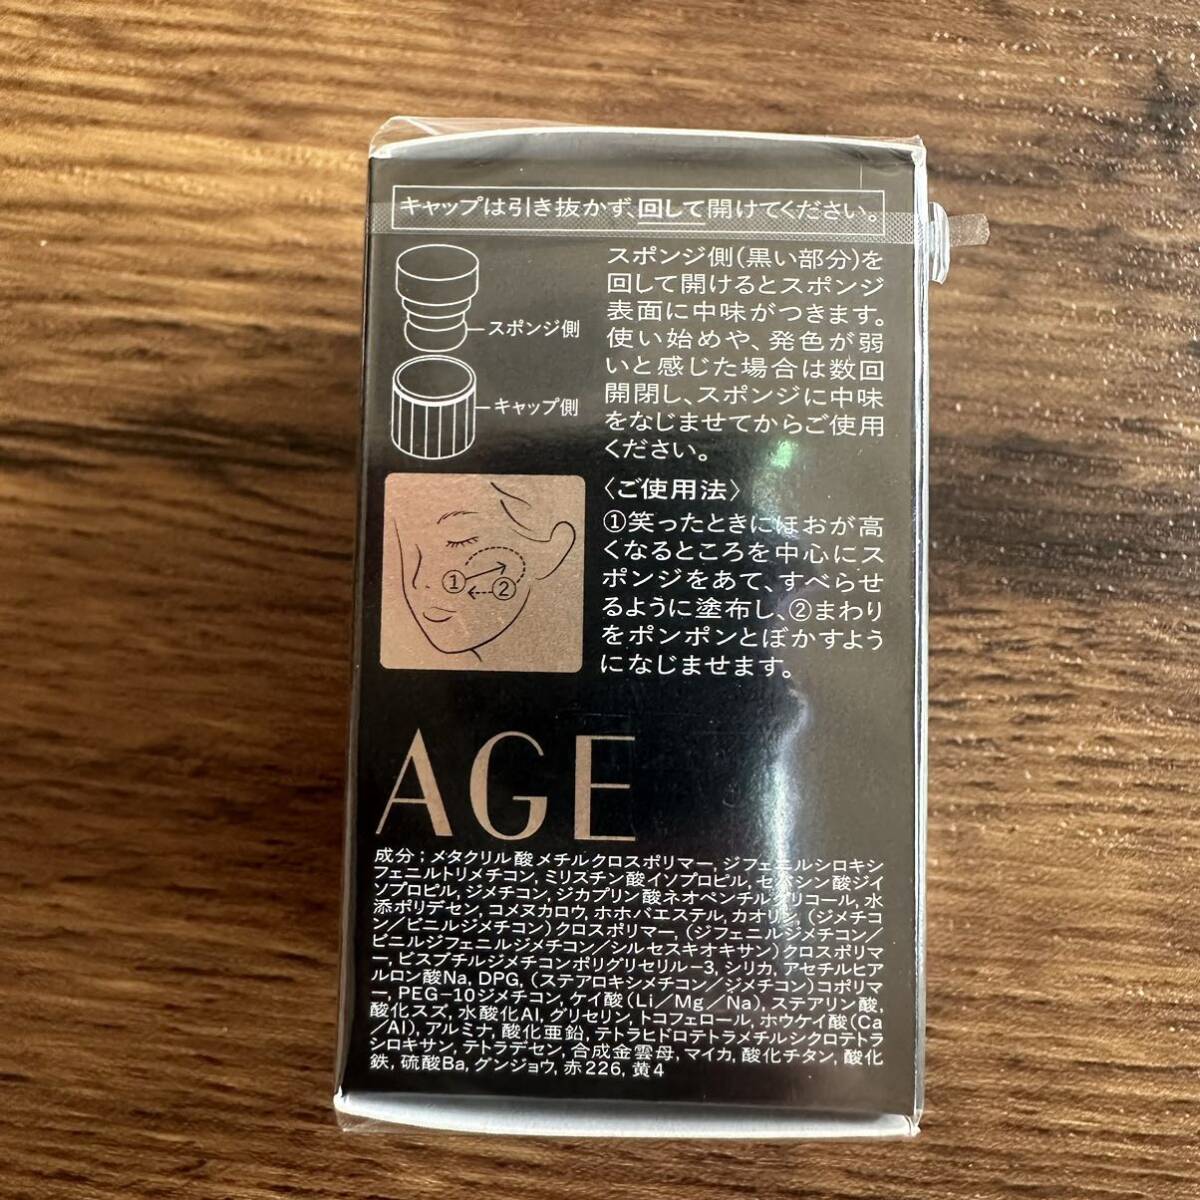 キャップは引き抜かず、回して開けてください。
スポンジ側
キャップ側
スポンジ側(黒い部分)を
回して開けるとスポンジ
表面に中味がつきます。
使い始めや、発色が弱
いと感じた場合は数回
開閉し、スポンジに中味
をなじませてからご使用
ください。
〈ご使用法〉
①笑ったときにほおが高
くなるところを中心にス
ポンジをあて、すべらせ
るように塗布し、②まわり
をポンポンとぼかすよう
になじませます。
①
②
AGE
成分;メタクリル酸メチルクロスポリマー, ジフェニルシロキシ
フェニルトリメチコン, ミリスチン酸イソプロピル, セバシン酸ジイ
ソプロピル, ジメチコン, ジカプリン酸ネオペンチルグリコール, 水
添ポリデセン, コメヌカロウ, ホホバエステル, カオリン, (ジメチコ
ン/ビニルジメチコン)クロスポリマー, (ジフェニルジメチコン/
ビニルジフェニルジメチコン/シルセスキオキサン)クロスポリマ
ー, ビスブチルジメチコンポリグリセリル-3, シリカ, アセチルヒア
ルロン酸Na, DPG, (ステアロキシメチコン/ジメチコン)コポリマ
ー, PEG-10ジメチコン, ケイ酸(Li/Mg/Na), ステアリン酸,
酸化スズ, 水酸化Al, グリセリン, トコフェロール, ホウケイ酸(Ca
/Al), アルミナ, 酸化亜鉛, テトラヒドロテトラメチルシクロテトラ
シロキサン, テトラデセン, 合成金雲母, マイカ, 酸化チタン, 酸化
鉄, 硫酸Ba, グンジョウ, 赤226, 黄4